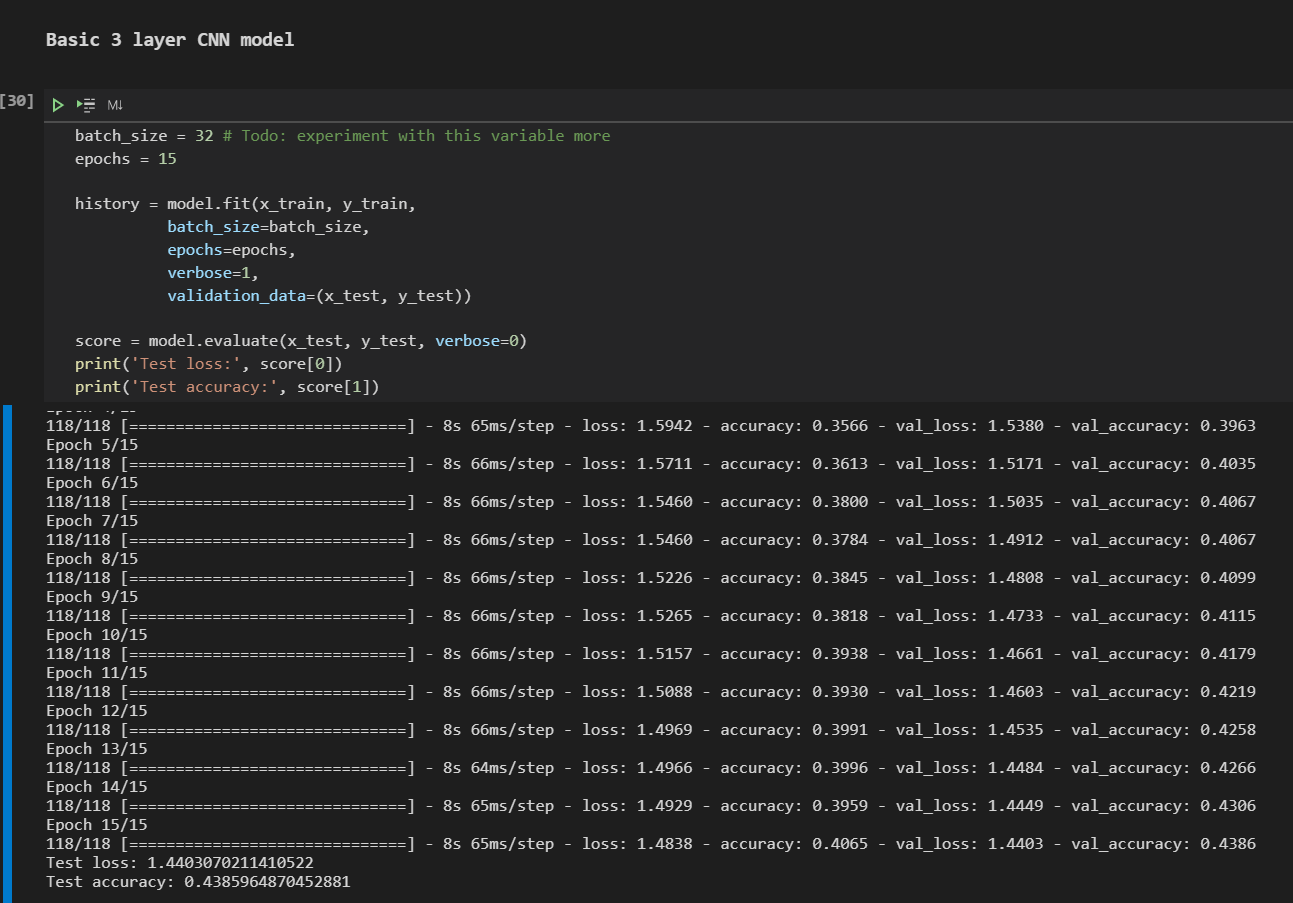 Basic 3 layer CNN model
[30]
M↓
batch_size = 32 # Todo: experiment with this variable more
epochs = 15
history = model.fit(x_train, y_train,
batch_size=batch_size,
epochs=epochs,
verbose=1,
validation_data=(x_test, y_test))
score = model.evaluate(x_test, y_test, verbose=0)
print('Test loss:', score[0])
print('Test accuracy:', score[1])
118/118 [==============================] - 8s 65ms/step - loss: 1.5942 - accuracy: 0.3566 - val_loss: 1.5380 - val_accuracy: 0.3963
Epoch 5/15
118/118 [==============================] - 8s 66ms/step - loss: 1.5711 - accuracy: 0.3613 - val_loss: 1.5171 - val_accuracy: 0.4035
Epoch 6/15
118/118 [==============================] - 8s 66ms/step - loss: 1.5460 - accuracy: 0.3800 - val_loss: 1.5035 - val_accuracy: 0.4067
Epoch 7/15
118/118 [==============================] - 8s 66ms/step - loss: 1.5460 - accuracy: 0.3784 - val_loss: 1.4912 - val_accuracy: 0.4067
Epoch 8/15
118/118 [==============================] - 8s 66ms/step - loss: 1.5226 - accuracy: 0.3845 - val_loss: 1.4808 - val_accuracy: 0.4099
Epoch 9/15
118/118 [==============================] - 8s 66ms/step - loss: 1.5265 - accuracy: 0.3818 - val_loss: 1.4733 - val_accuracy: 0.4115
Epoch 10/15
118/118 [==============================] - 8s 66ms/step - loss: 1.5157 - accuracy: 0.3938 - val_loss: 1.4661 - val_accuracy: 0.4179
Epoch 11/15
118/118 [==============================] - 8s 66ms/step - loss: 1.5088 - accuracy: 0.3930 - val_loss: 1.4603 - val_accuracy: 0.4219
Epoch 12/15
118/118 [==============================] - 8s 66ms/step - loss: 1.4969 - accuracy: 0.3991 - val_loss: 1.4535 - val_accuracy: 0.4258
Epoch 13/15
118/118 [==============================] - 8s 64ms/step - loss: 1.4966 - accuracy: 0.3996 - val_loss: 1.4484 - val_accuracy: 0.4266
Epoch 14/15
118/118 [==============================] - 8s 65ms/step - loss: 1.4929 - accuracy: 0.3959 - val_loss: 1.4449 - val_accuracy: 0.4306
Epoch 15/15
118/118 [==============================] - 8s 65ms/step - loss: 1.4838 - accuracy: 0.4065 - val_loss: 1.4403 - val_accuracy: 0.4386
Test loss: 1.4403070211410522
Test accuracy: 0.4385964870452881